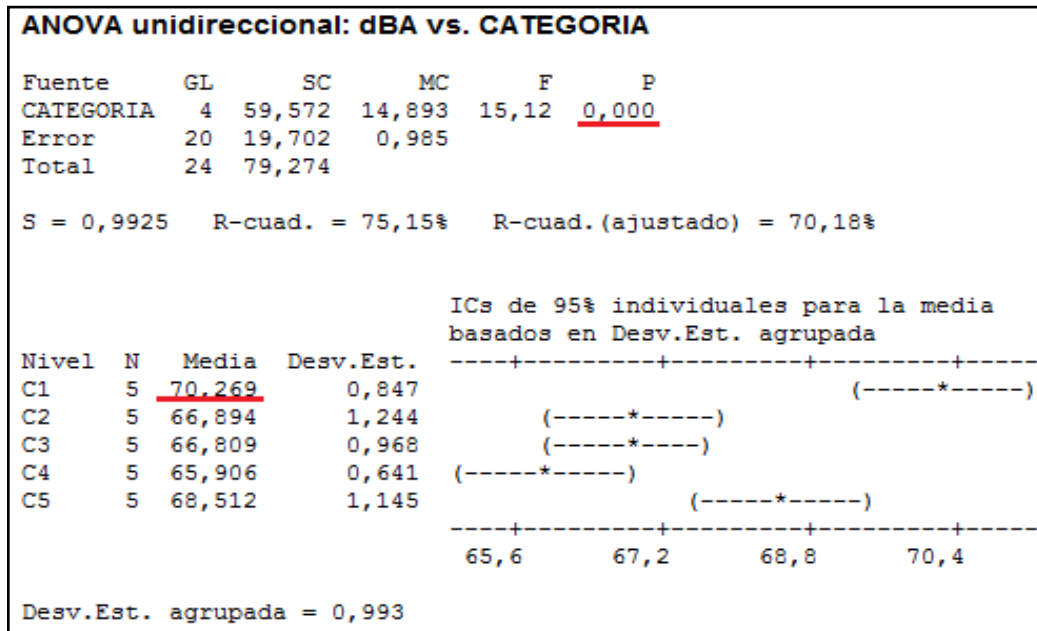 ANOVA unidireccional: dBA vs. CATEGORIA
Fuente GL SC MC F P
CATEGORIA 4 59,572 14,893 15,12 0,000
Error 20 19,702 0,985
Total 24 79,274
S = 0,9925 R-cuad. = 75,15% R-cuad.(ajustado) = 70,18%
ICs de 95% individuales para la media
basados en Desv.Est. agrupada
Nivel N Media Desv.Est. ----+---------+---------+---------+-----
C1 5 70,269 0,847 (-----*-----)
C2 5 66,894 1,244 (-----*-----)
C3 5 66,809 0,968 (-----*----)
C4 5 65,906 0,641 (-----*-----)
C5 5 68,512 1,145 (-----*-----)
----+---------+---------+---------+-----
65,6 67,2 68,8 70,4
Desv.Est. agrupada = 0,993